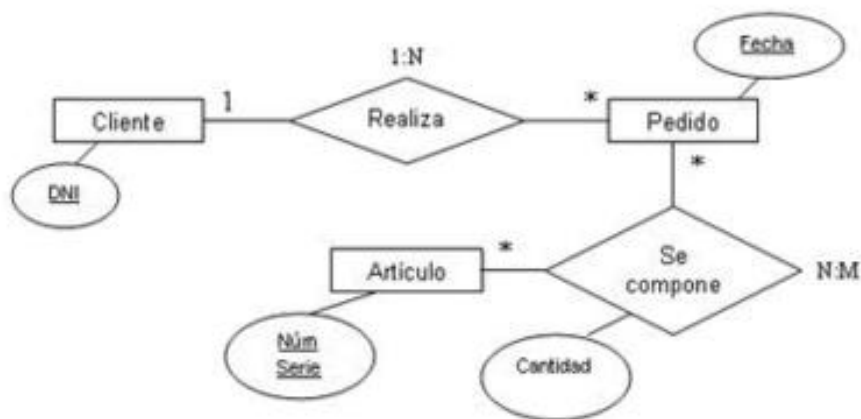 Fecha
1:N
1
*
Cliente
Realiza
Pedido
*
DNI
*
Artículo
Se
compone
N:M
Núm
Serie
Cantidad